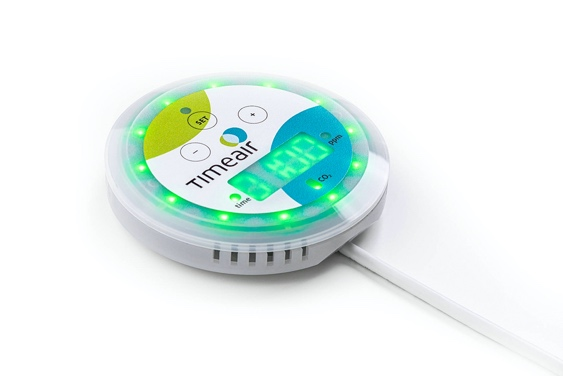 SET
+
-
TIMEair
ppm
CO₂
time